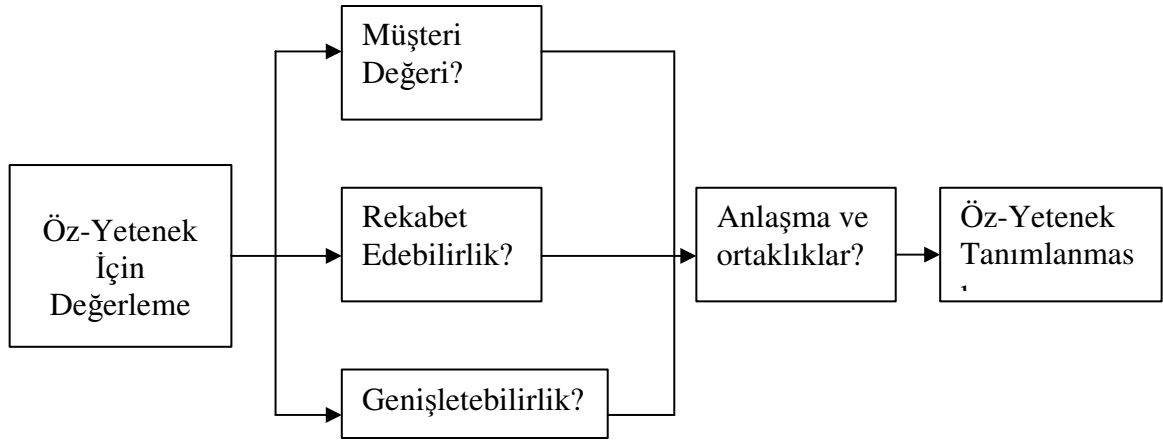 Müşteri
Değeri?
Öz-Yetenek
İçin
Değerleme
Rekabet
Edebilirlik?
Genişletebilirlik?
Anlaşma ve
ortaklıklar?
Öz-Yetenek
Tanımlanmas